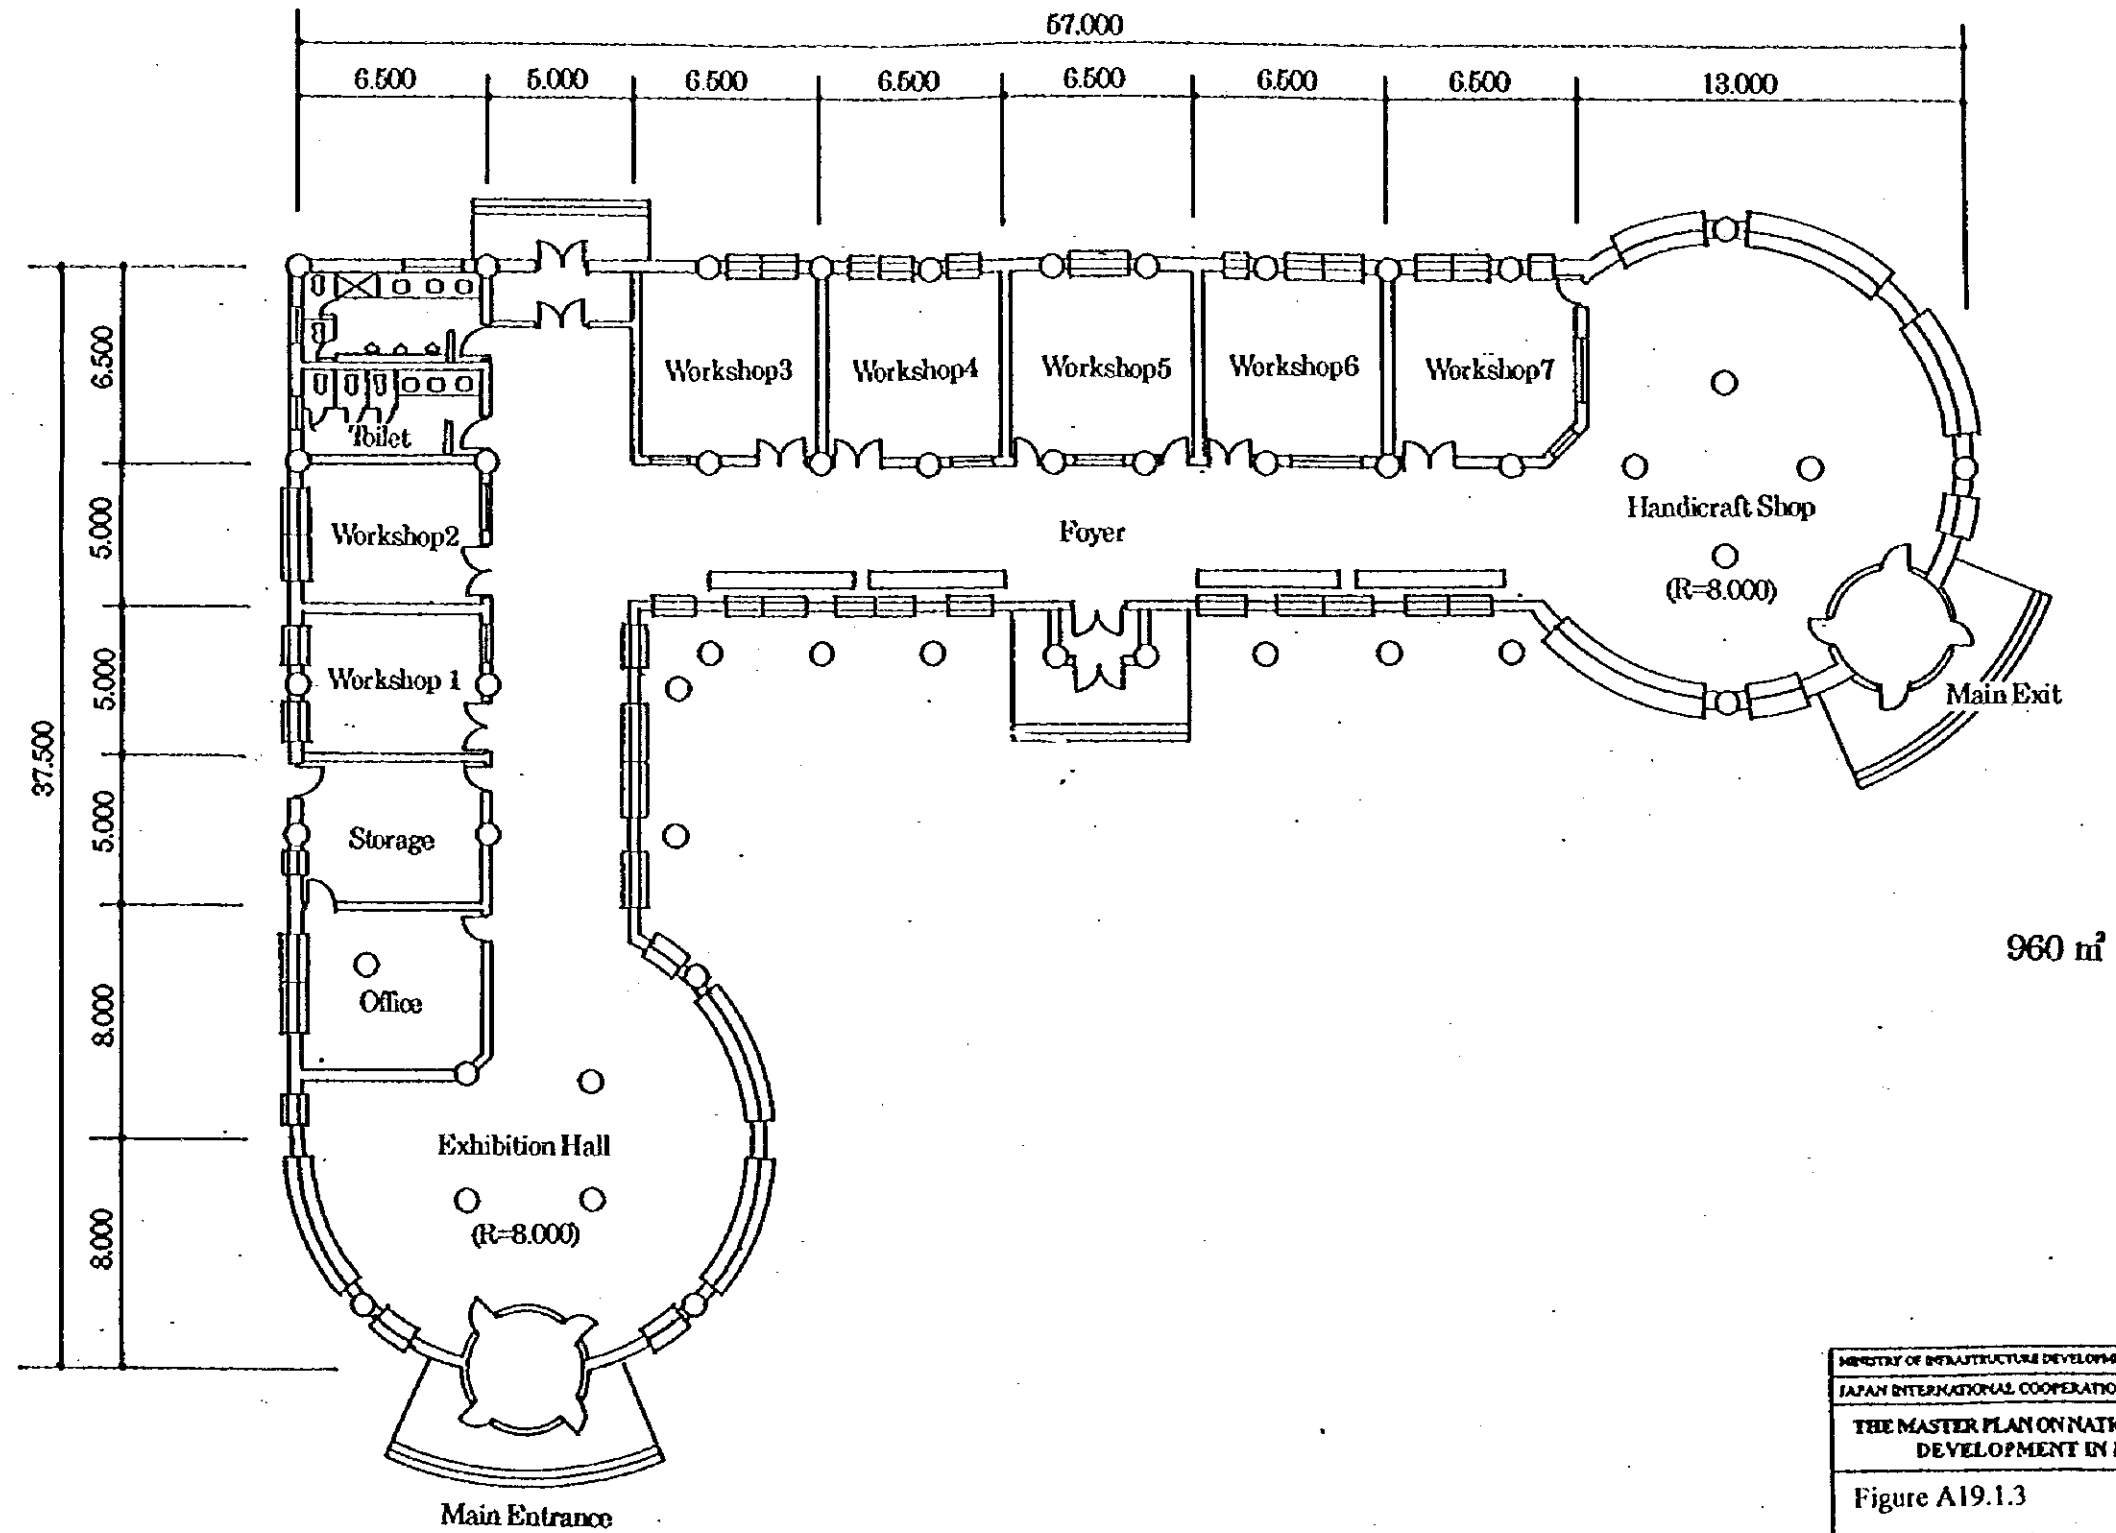 57.000
6.500 5.000 6.500 6.500 6.500 6.500 6.500 13.000
37.500
6.500
5.000
5.000
5.000
8.000
8.000
Workshop3
Workshop4
Workshop5
Workshop6
Workshop7
Toilet
Workshop2
Foyer
Handicraft Shop
(R=8.000)
Workshop 1
Main Exit
Storage
960 m²
Office
Exhibition Hall
(R=8.000)
Main Entrance
MINISTRY OF INFRASTRUCTURE
JAPAN INTERNATIONAL
THE MASTER PLAN ON
DEVELOPMENT IN
Figure A19.1.3